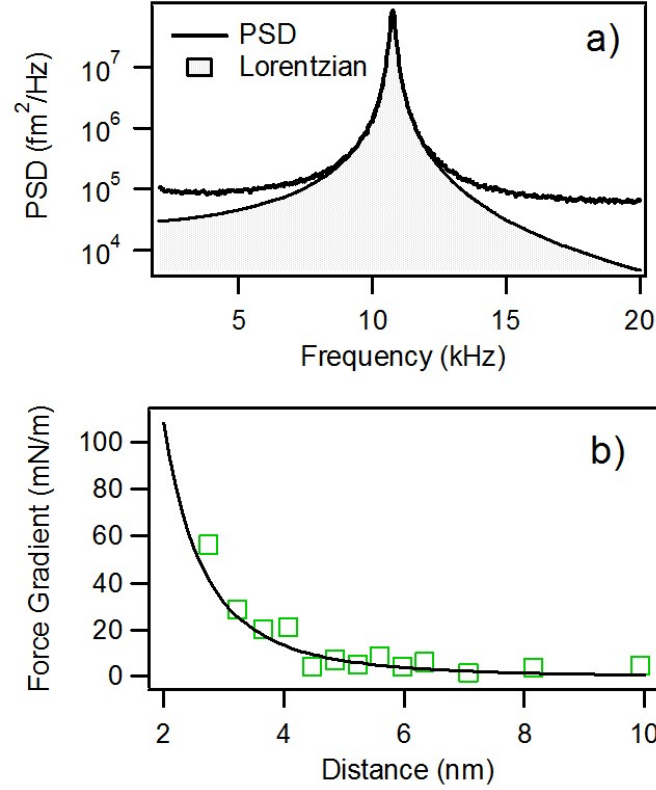 a)
PSD
Lorentzian
PSD (fm²/Hz)
10⁷
10⁶
10⁵
10⁴
5
10
15
20
Frequency (kHz)
b)
Force Gradient (mN/m)
100
80
60
40
20
0
2
4
6
8
10
Distance (nm)